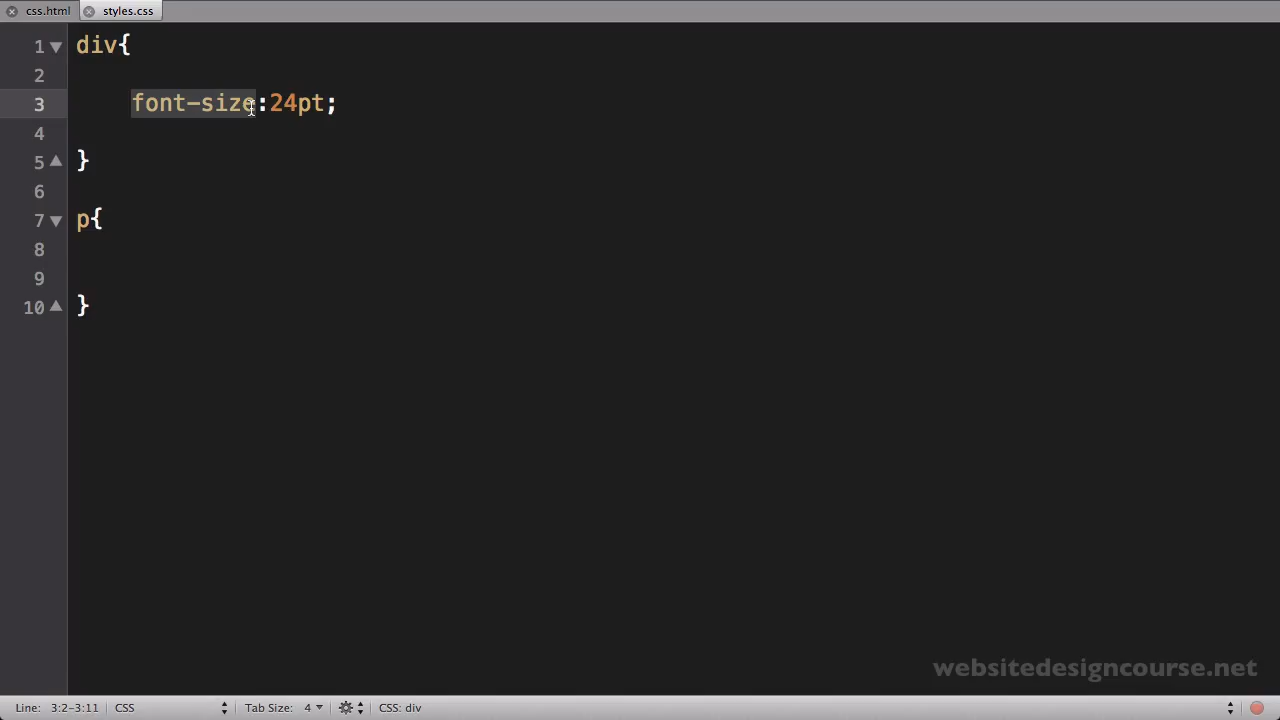 css.html styles.css
1 div{
2
3 font-size:24pt;
4
5 }
6
7 p{
8
9
10 }
websitedesigncourse.net
Line: 3:2-3:11 CSS Tab Size: 4 CSS: div